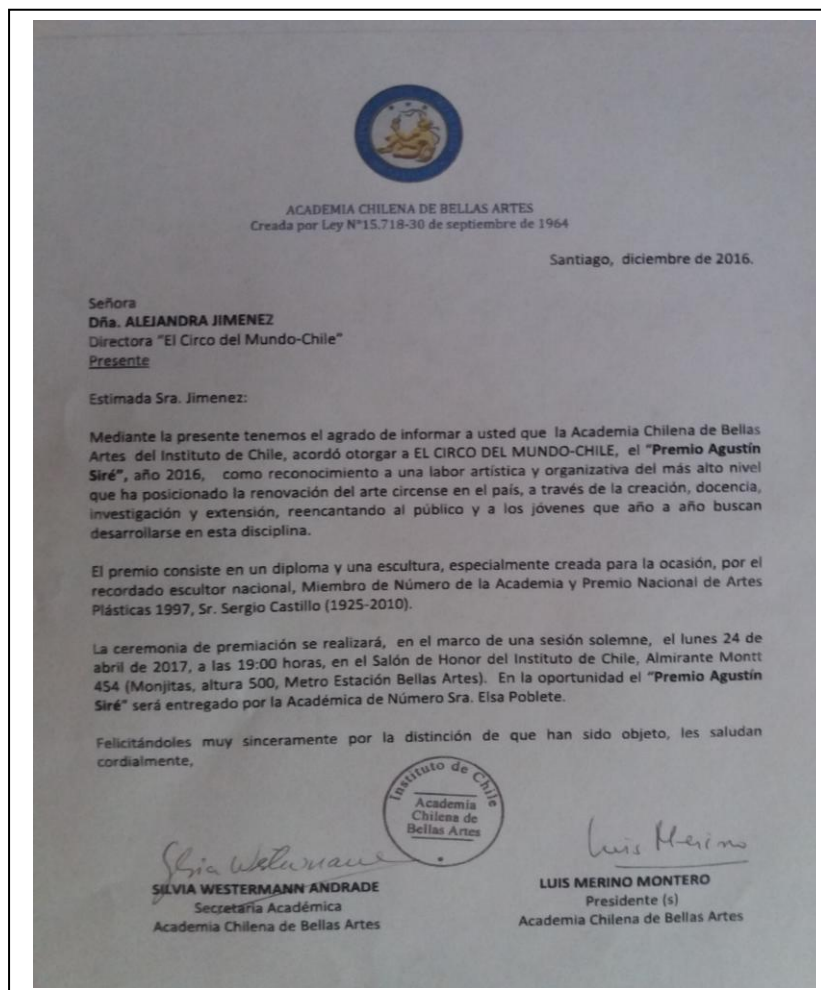 ACADEMIA CHILENA DE BELLAS ARTES
Creada por Ley N°15.718-30 de septiembre de 1964
Santiago, diciembre de 2016.
Señora
Dña. ALEJANDRA JIMENEZ
Directora "El Circo del Mundo-Chile"
Presente
Estimada Sra. Jimenez:
Mediante la presente tenemos el agrado de informar a usted que la Academia Chilena de Bellas
Artes del Instituto de Chile, acordó otorgar a EL CIRCO DEL MUNDO-CHILE, el "Premio Agustín
Siré", año 2016, como reconocimiento a una labor artística y organizativa del más alto nivel
que ha posicionado la renovación del arte circense en el país, a través de la creación, docencia,
investigación y extensión, reencantando al público y a los jóvenes que año a año buscan
desarrollarse en esta disciplina.
El premio consiste en un diploma y una escultura, especialmente creada para la ocasión, por el
recordado escultor nacional, Miembro de Número de la Academia y Premio Nacional de Artes
Plásticas 1997, Sr. Sergio Castillo (1925-2010).
La ceremonia de premiación se realizará, en el marco de una sesión solemne, el lunes 24 de
abril de 2017, a las 19:00 horas, en el Salón de Honor del Instituto de Chile, Almirante Montt
454 (Monjitas, altura 500, Metro Estación Bellas Artes). En la oportunidad el "Premio Agustín
Siré" será entregado por la Académica de Número Sra. Elsa Poblete.
Felicitándoles muy sinceramente por la distinción de que han sido objeto, les saludan
cordialmente,
Instituto de Chile
Academia
Chilena de
Bellas Artes
Silvia Westermann
SILVIA WESTERMANN ANDRADE
Secretaria Académica
Academia Chilena de Bellas Artes
Luis Merino
LUIS MERINO MONTERO
Presidente (s)
Academia Chilena de Bellas Artes